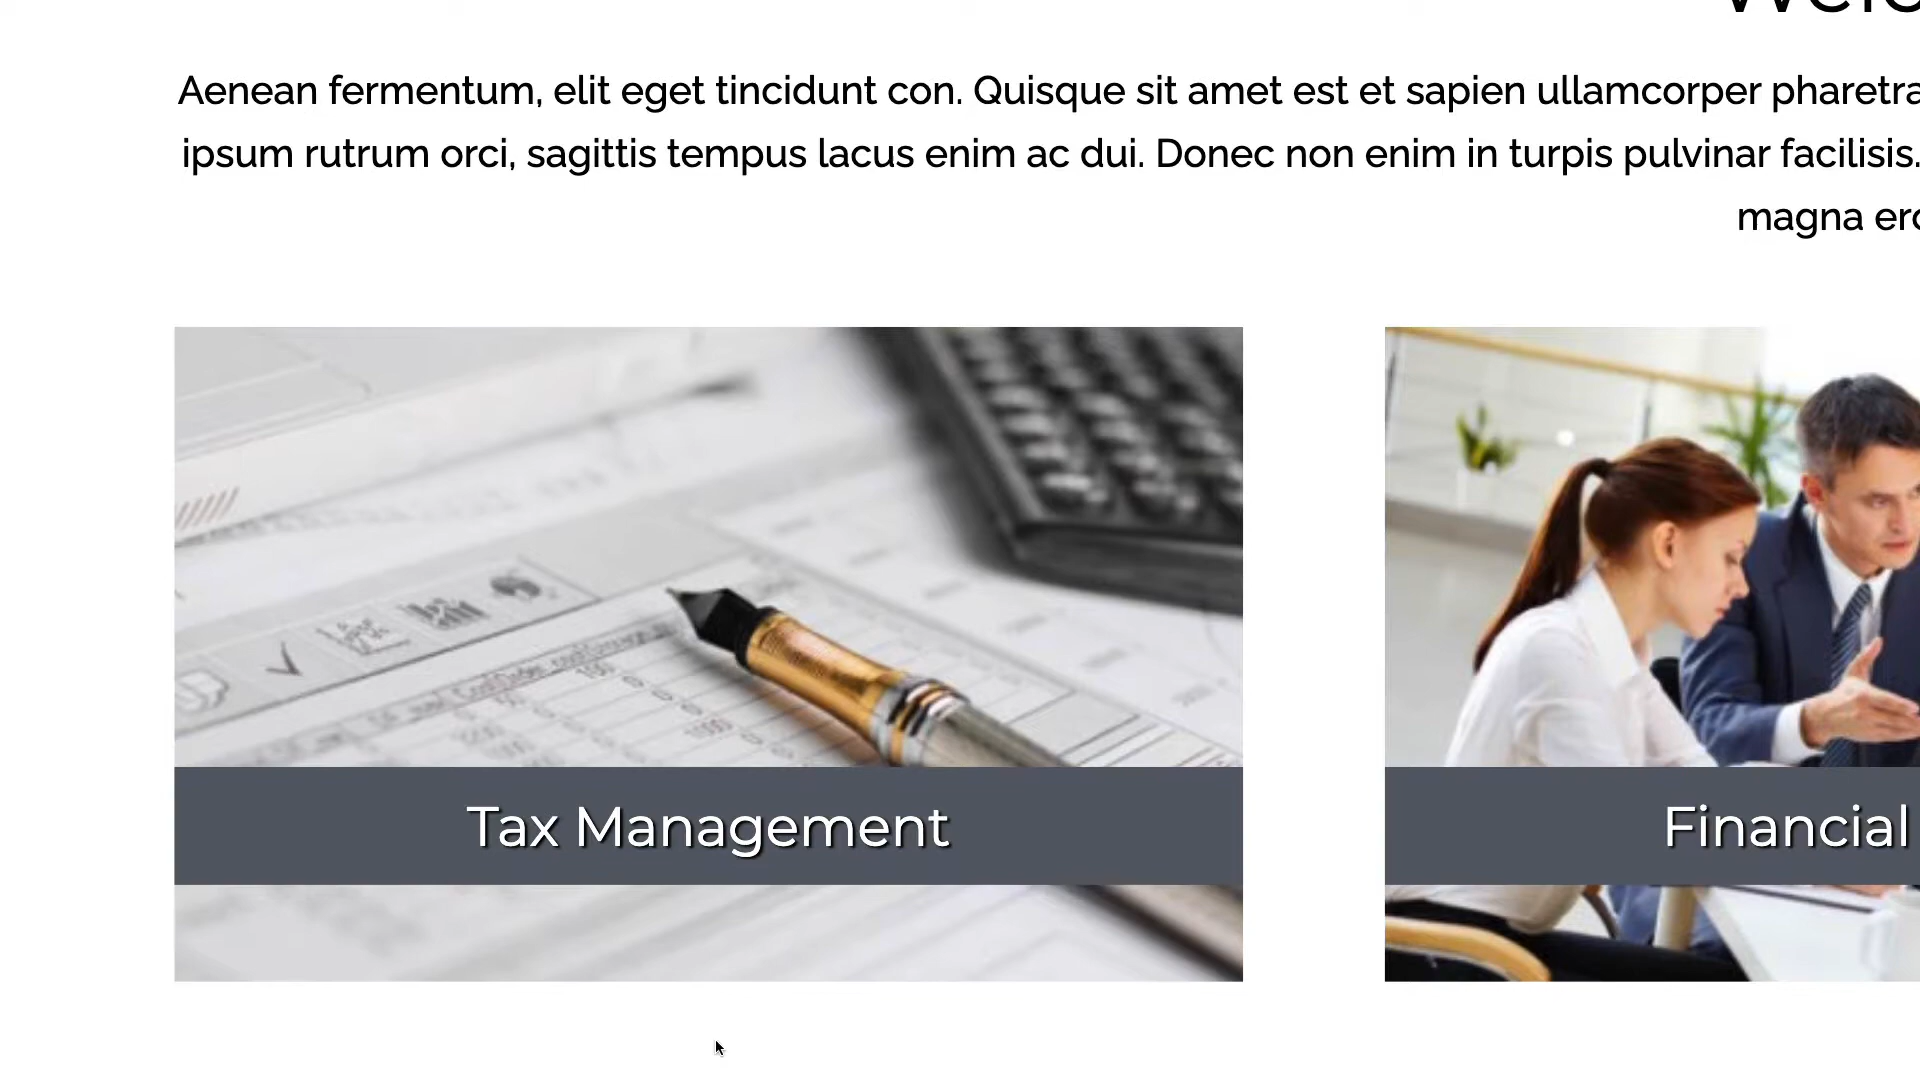 Aenean fermentum, elit eget tincidunt con. Quisque sit amet est et sapien ullamcorper pharetra
ipsum rutrum orci, sagittis tempus lacus enim ac dui. Donec non enim in turpis pulvinar facilisis.
magna
Tax Management
Financial